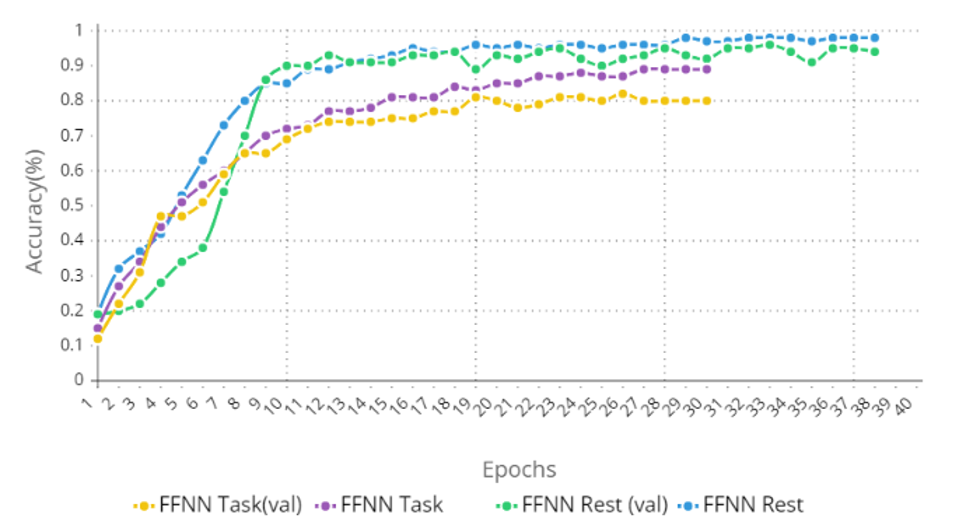 1
0.9
0.8
0.7
0.6
0.5
0.4
0.3
0.2
0.1
0
Accuracy(%)
1 2 3 4 5 6 7 8 9 10 11 12 13 14 15 16 17 18 19 20 21 22 23 24 25 26 27 28 29 30 31 32 33 34 35 36 37 38 39 40
Epochs
FFNN Task(val) FFNN Task FFNN Rest (val) FFNN Rest